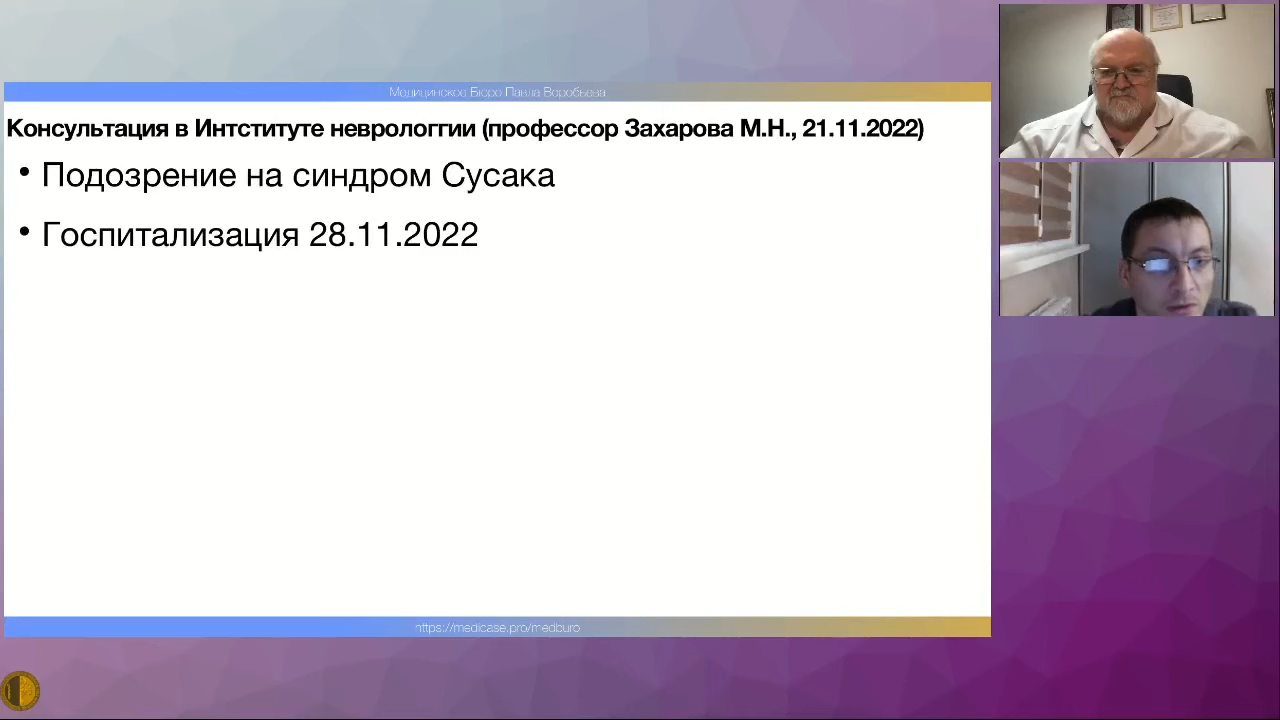 Медицинское Бюро Павла Воробьева
Консультация в Интституте неврологгии (профессор Захарова М.Н., 21.11.2022)
• Подозрение на синдром Сусака
• Госпитализация 28.11.2022
https://medicase.pro/medburo